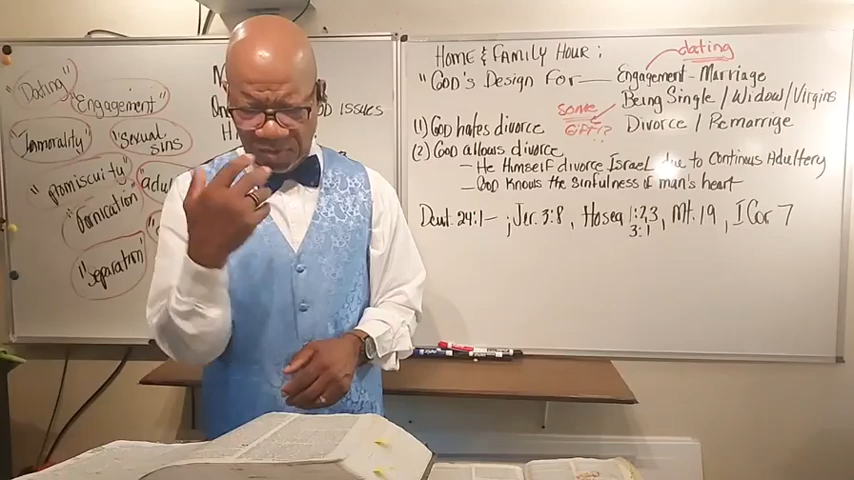 "Dating"
"Engagement"
"Immorality"
"Sexual sins"
"Promiscuity"
"Fornication"
"Separation"
OD ISSUES
HOME & FAMILY HOUR:
dating
"GOD'S DESIGN FOR — Engagement - Marriage
Being Single / Widow / Virgins
Divorce / Remarriage
SOME GIFT??
(1) GOD hates divorce
(2) GOD allows divorce
- He Himself divorce Israel due to Continus Adultery
- GOD Knows the Sinfulness of man's heart
Deut. 24:1- ; Jer. 3:8, Hosea 1:2,3 , Mt. 19, I Cor 7
3:1